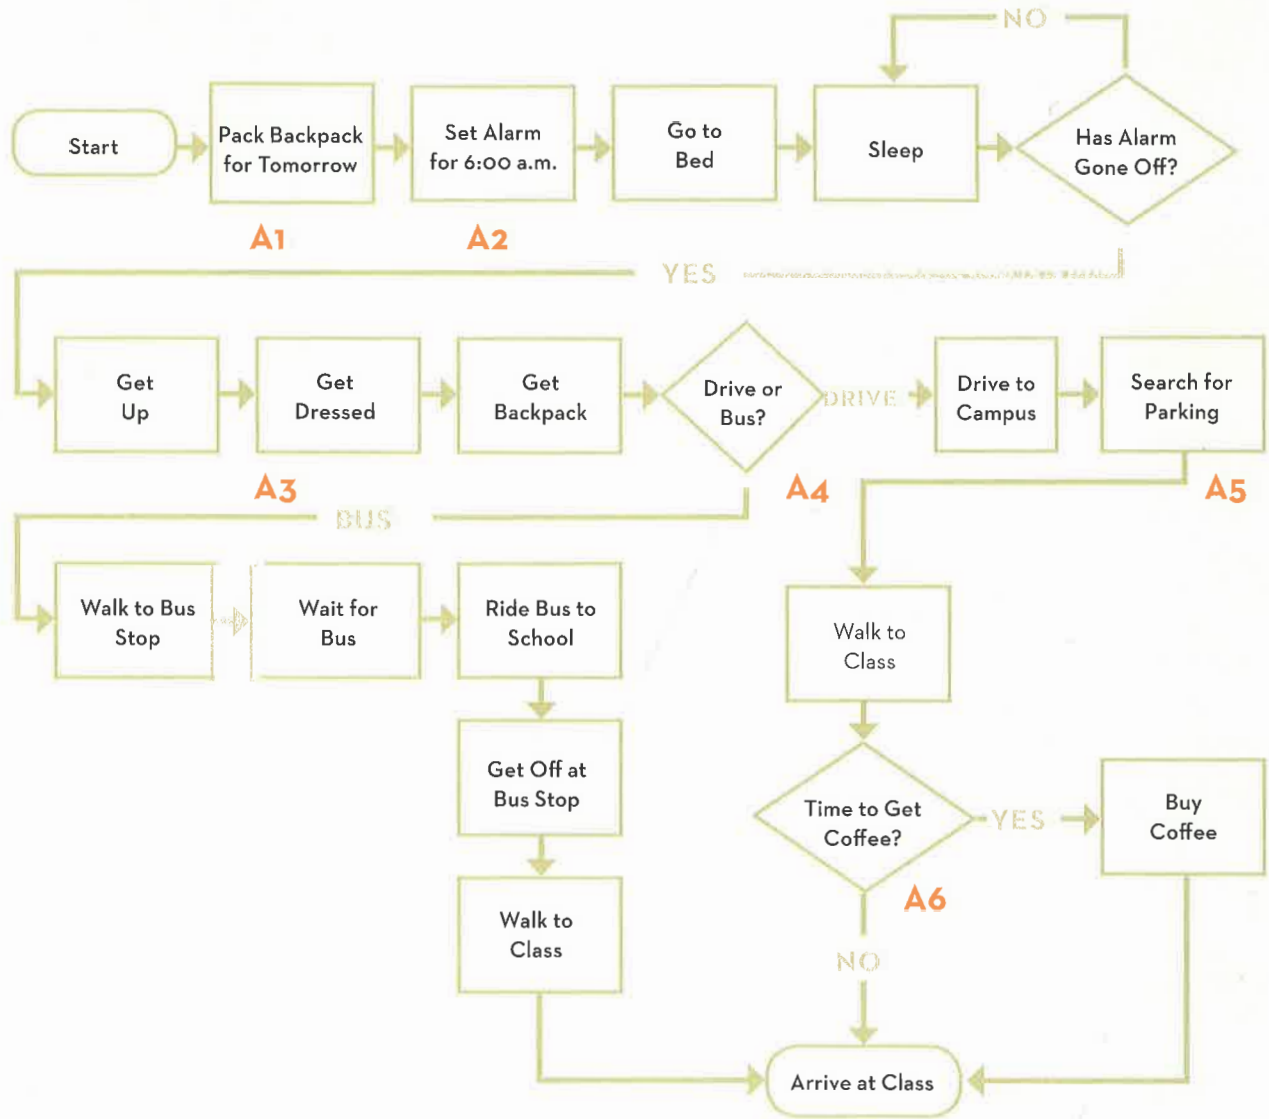 NO
Start
Pack Backpack
for Tomorrow
Set Alarm
for 6:00 a.m.
Go to
Bed
Sleep
Has Alarm
Gone Off?
A1
A2
YES
Get
Up
Get
Dressed
Get
Backpack
Drive or
Bus?
DRIVE
Drive to
Campus
Search for
Parking
A3
A4
A5
BUS
Walk to Bus
Stop
Wait for
Bus
Ride Bus to
School
Walk to
Class
Get Off at
Bus Stop
Time to Get
Coffee?
YES
Buy
Coffee
A6
Walk to
Class
NO
Arrive at Class